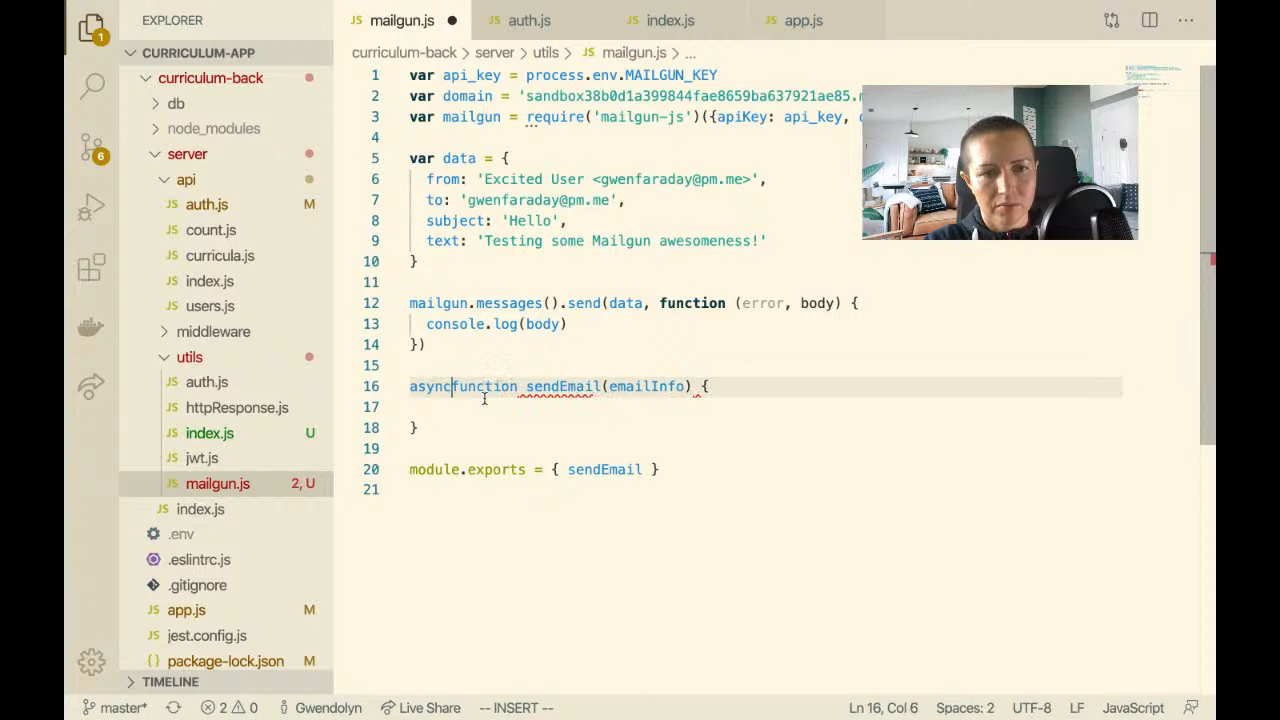 EXPLORER
mailgun.js
auth.js
index.js
app.js
CURRICULUM-APP
curriculum-back
db
node_modules
server
api
auth.js M
count.js
curricula.js
index.js
users.js
middleware
utils
auth.js
httpResponse.js
index.js U
jwt.js
mailgun.js 2, U
index.js
.env
.eslintrc.js
.gitignore
app.js M
jest.config.js
package-lock.json M
TIMELINE
1
6
curriculum-back > server > utils > mailgun.js > ...
1 var api_key = process.env.MAILGUN_KEY
2 var domain = 'sandbox38b0d1a399844fae8659ba637921ae85.
3 var mailgun = require('mailgun-js')({apiKey: api_key,
4
5 var data = {
6 from: 'Excited User <gwenfaraday@pm.me>',
7 to: 'gwenfaraday@pm.me',
8 subject: 'Hello',
9 text: 'Testing some Mailgun awesomeness!'
10 }
11
12 mailgun.messages().send(data, function (error, body) {
13 console.log(body)
14 })
15
16 asyncfunction sendEmail(emailInfo) {
17
18 }
19
20 module.exports = { sendEmail }
21
master* 2 0 Gwendolyn Live Share -- INSERT -- Ln 16, Col 6 Spaces: 2 UTF-8 LF JavaScript